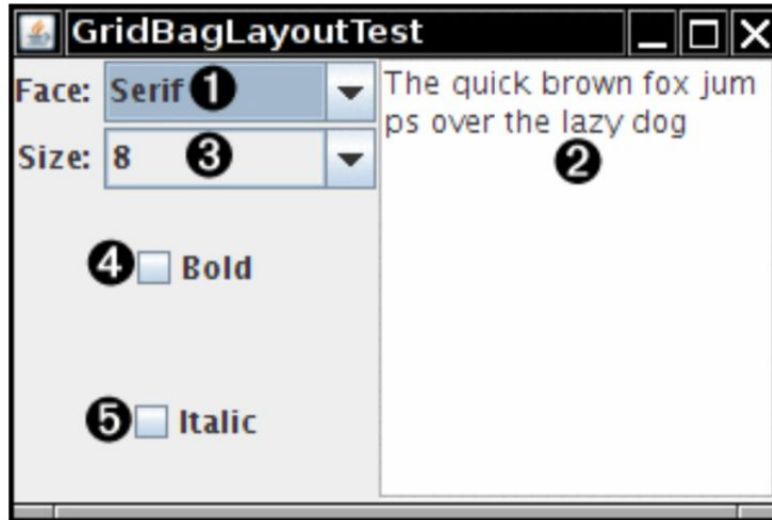 GridBagLayoutTest
Face: Serif 1
The quick brown fox jum
ps over the lazy dog
2
Size: 8 3
4 Bold
5 Italic